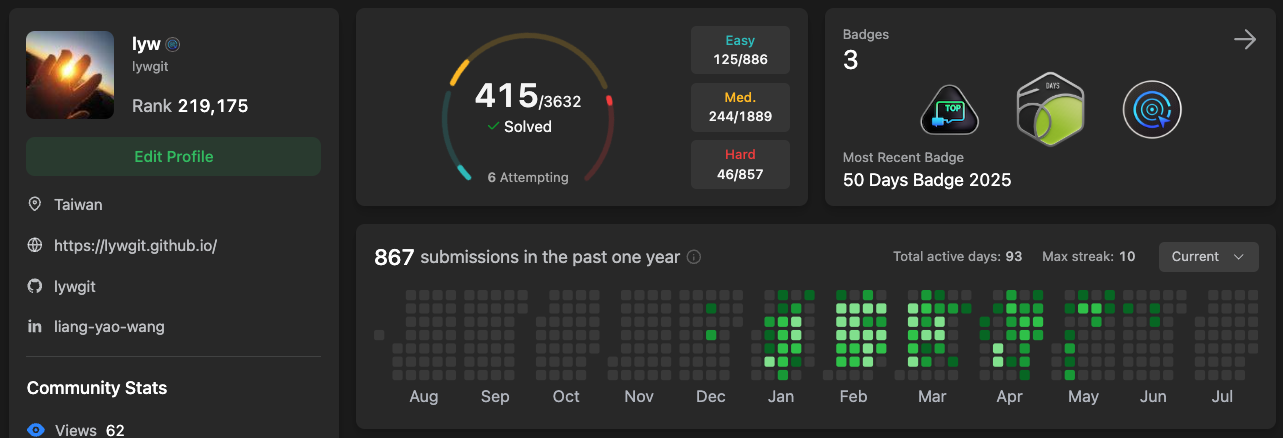 lyw
lywgit
Rank 219,175
Edit Profile
Taiwan
https://lywgit.github.io/
lywgit
liang-yao-wang
Community Stats
Views 62
415/3632
Solved
6 Attempting
Easy
125/886
Med.
244/1889
Hard
46/857
Badges
3
TOP
DAYS
Most Recent Badge
50 Days Badge 2025
867 submissions in the past one year
Total active days: 93 Max streak: 10 Current
Aug Sep Oct Nov Dec Jan Feb Mar Apr May Jun Jul